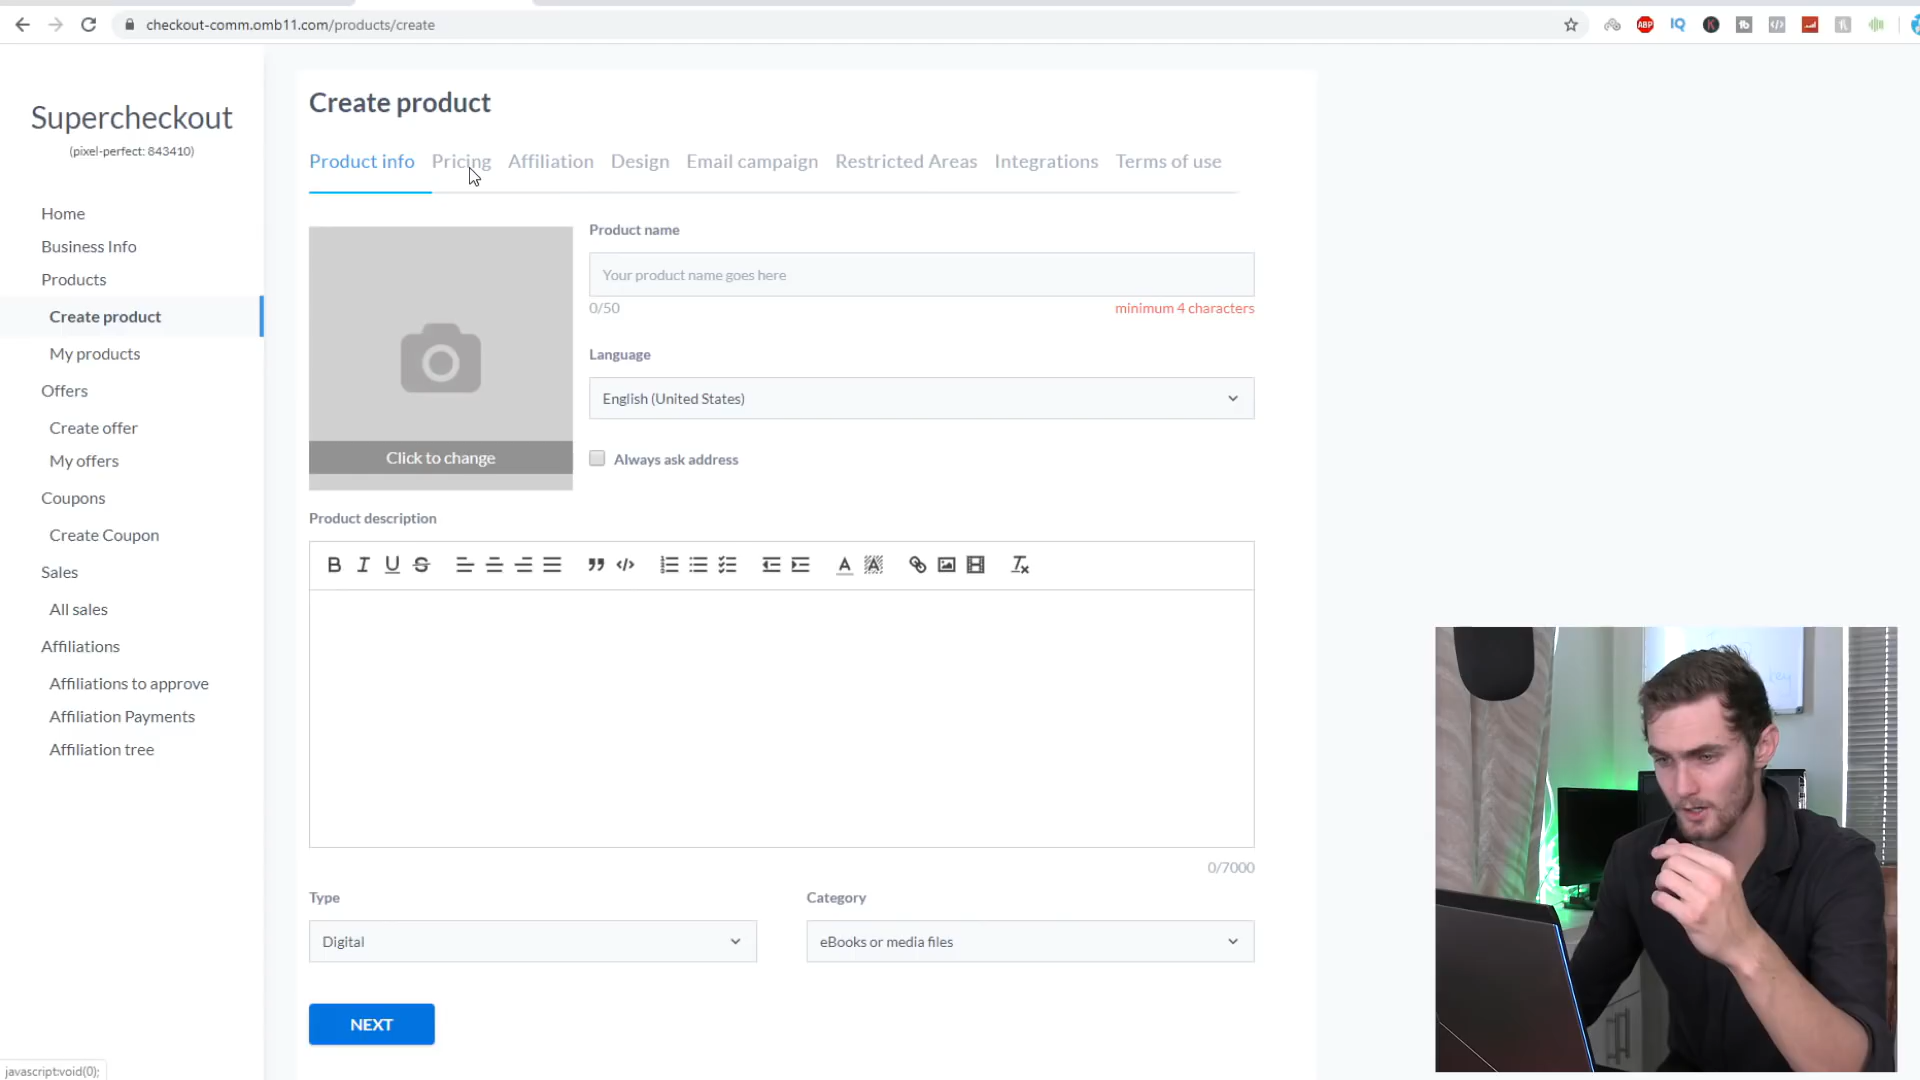 checkout-comm.omb11.com/products/create
ABP
IQ
Supercheckout
(pixel-perfect: 843410)
Home
Business Info
Products
Create product
My products
Offers
Create offer
My offers
Coupons
Create Coupon
Sales
All sales
Affiliations
Affiliations to approve
Affiliation Payments
Affiliation tree
Create product
Product info Pricing Affiliation Design Email campaign Restricted Areas Integrations Terms of use
Click to change
Product name
Your product name goes here
0/50 minimum 4 characters
Language
English (United States)
Always ask address
Product description
0/7000
Type Category
Digital eBooks or media files
NEXT
javascript:void(0);